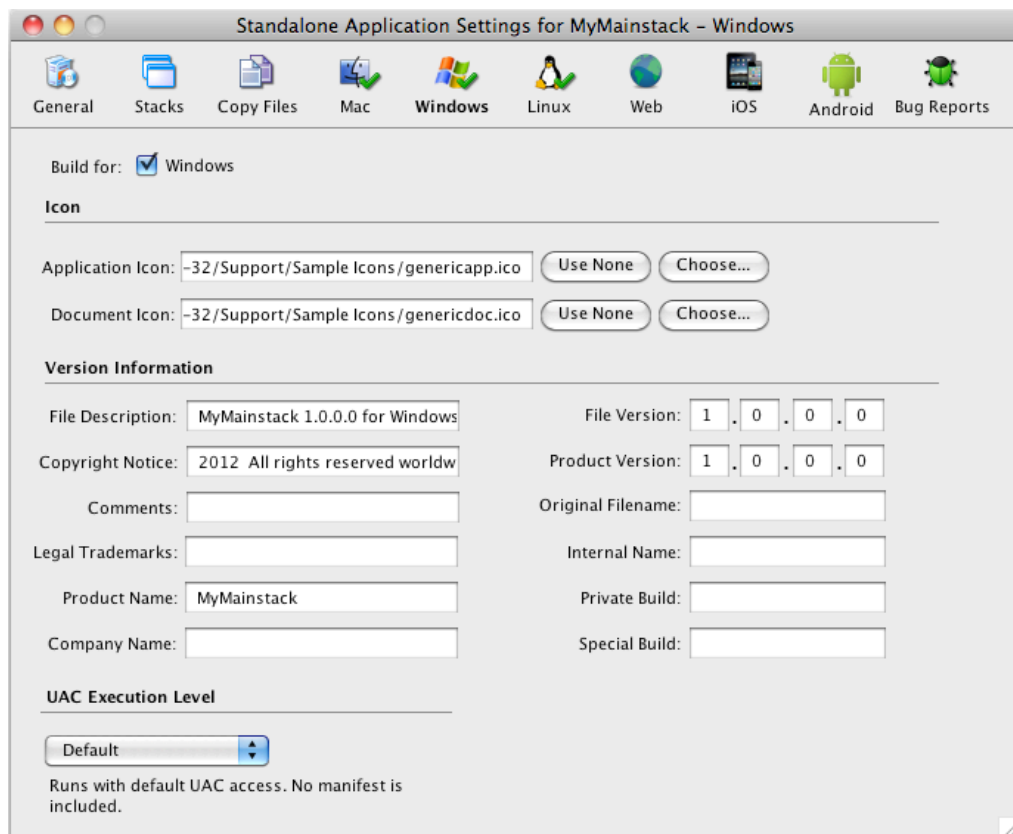 Standalone Application Settings for MyMainstack – Windows
General Stacks Copy Files Mac Windows Linux Web iOS Android Bug Reports
Build for: Windows
Icon
Application Icon: –32/Support/Sample Icons/genericapp.ico Use None Choose...
Document Icon: –32/Support/Sample Icons/genericdoc.ico Use None Choose...
Version Information
File Description: MyMainstack 1.0.0.0 for Windows File Version: 1 . 0 . 0 . 0
Copyright Notice: 2012 All rights reserved worldw Product Version: 1 . 0 . 0 . 0
Comments: Original Filename:
Legal Trademarks: Internal Name:
Product Name: MyMainstack Private Build:
Company Name: Special Build:
UAC Execution Level
Default
Runs with default UAC access. No manifest is
included.